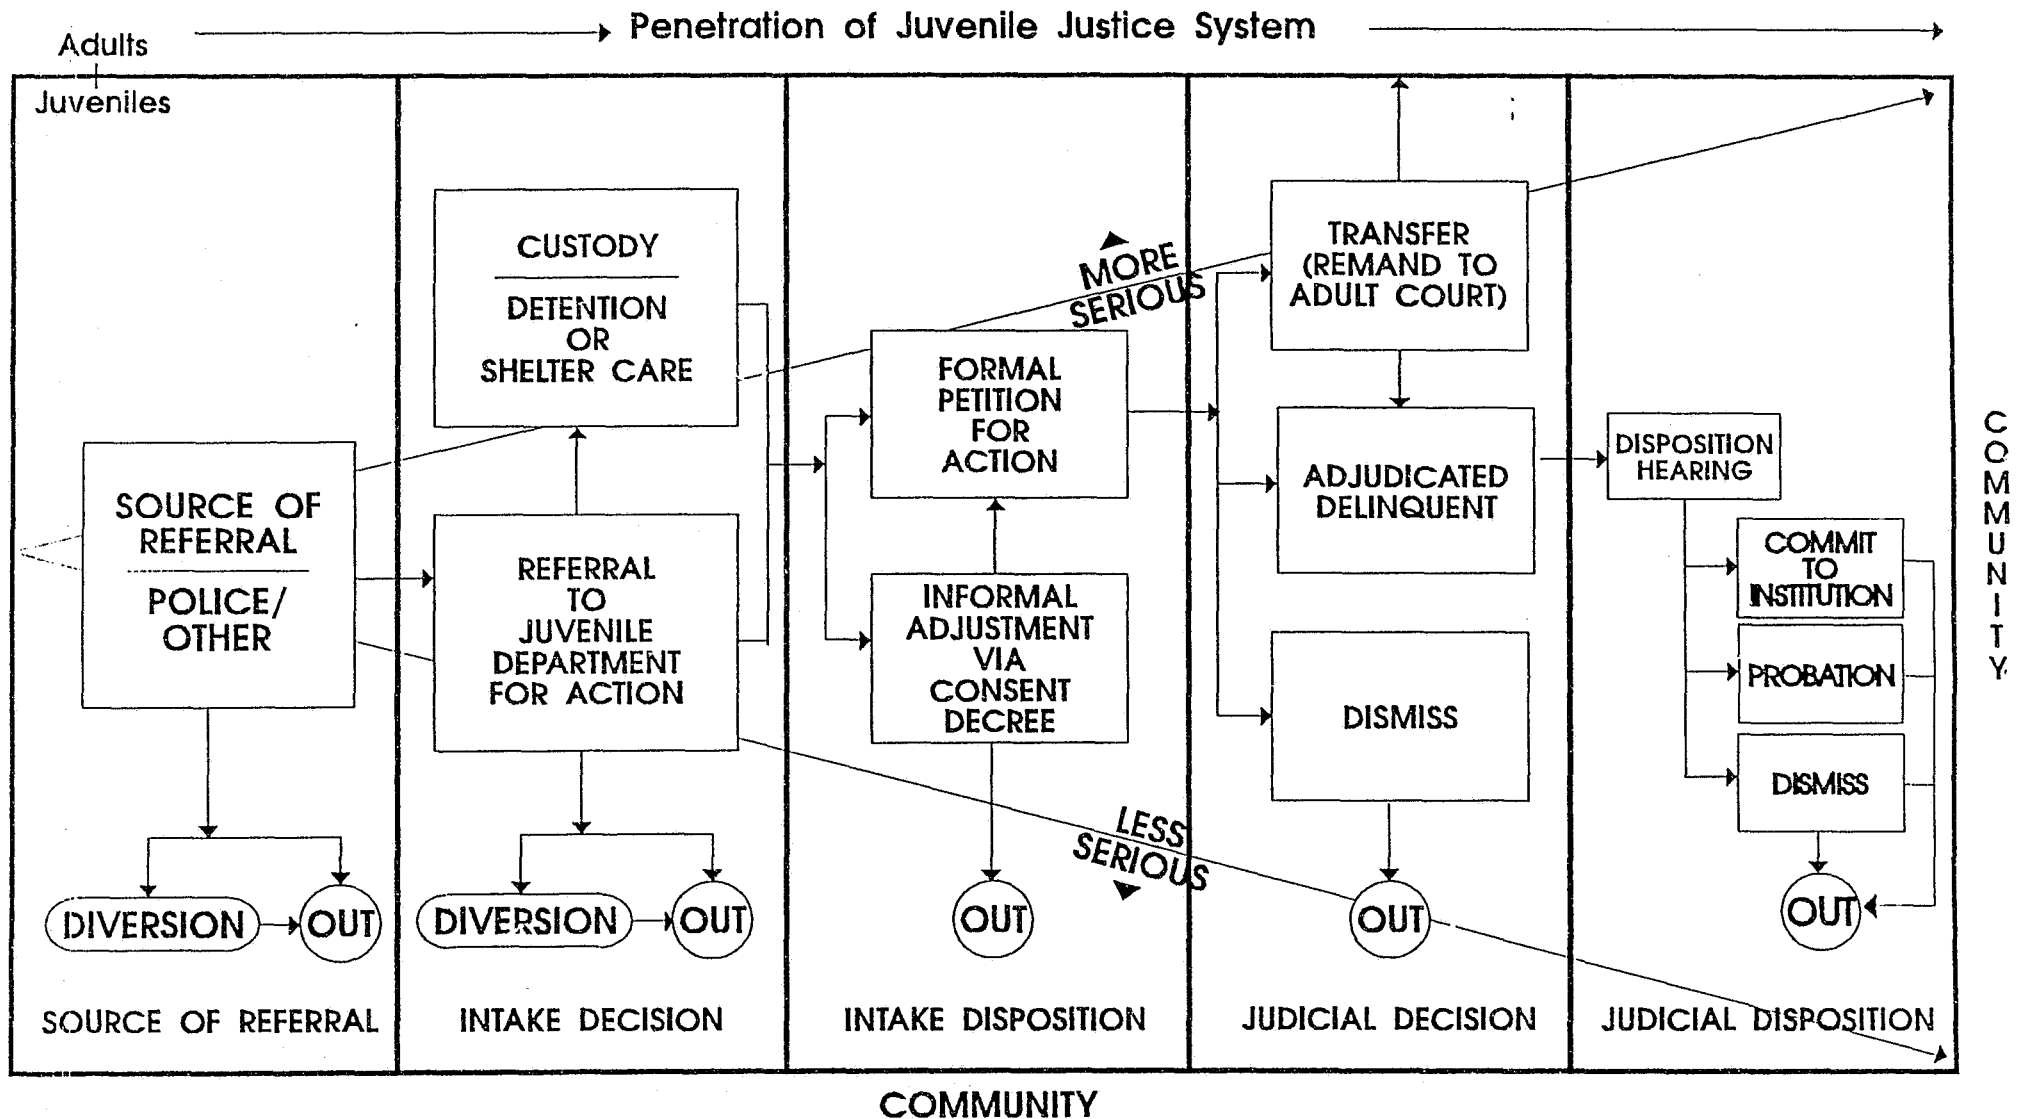 Penetration of Juvenile Justice System
Adults
Juveniles
SOURCE OF
REFERRAL
POLICE/
OTHER
DIVERSION
OUT
SOURCE OF REFERRAL
CUSTODY
DETENTION
OR
SHELTER CARE
REFERRAL
TO
JUVENILE
DEPARTMENT
FOR ACTION
DIVERSION
OUT
INTAKE DECISION
MORE
SERIOUS
FORMAL
PETITION
FOR
ACTION
INFORMAL
ADJUSTMENT
VIA
CONSENT
DECREE
LESS
SERIOUS
OUT
INTAKE DISPOSITION
TRANSFER
(REMAND TO
ADULT COURT)
ADJUDICATED
DELINQUENT
DISMISS
OUT
JUDICIAL DECISION
DISPOSITION
HEARING
COMMIT
TO
INSTITUTION
PROBATION
DISMISS
OUT
JUDICIAL DISPOSITION
COMMUNITY
COMMUNITY